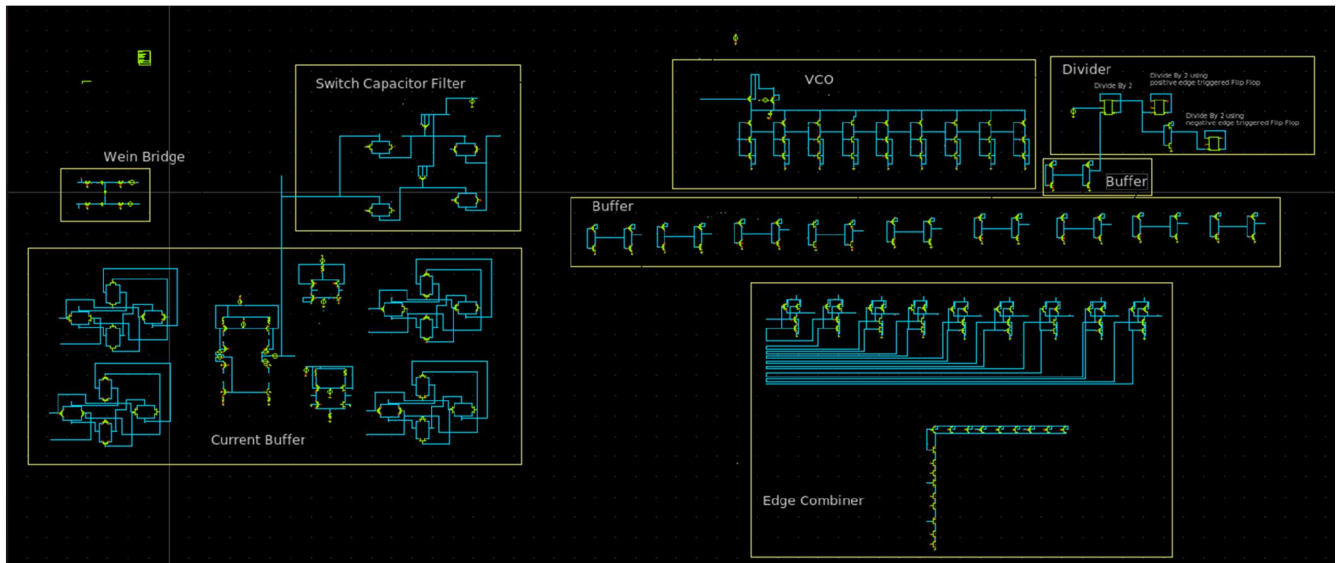 Switch Capacitor Filter
VCO
Divider
Divide By 2
Divide By 2 using
positive edge triggered Flip Flop
Divide By 2 using
negative edge triggered Flip Flop
Wein Bridge
Buffer
Buffer
Current Buffer
Edge Combiner